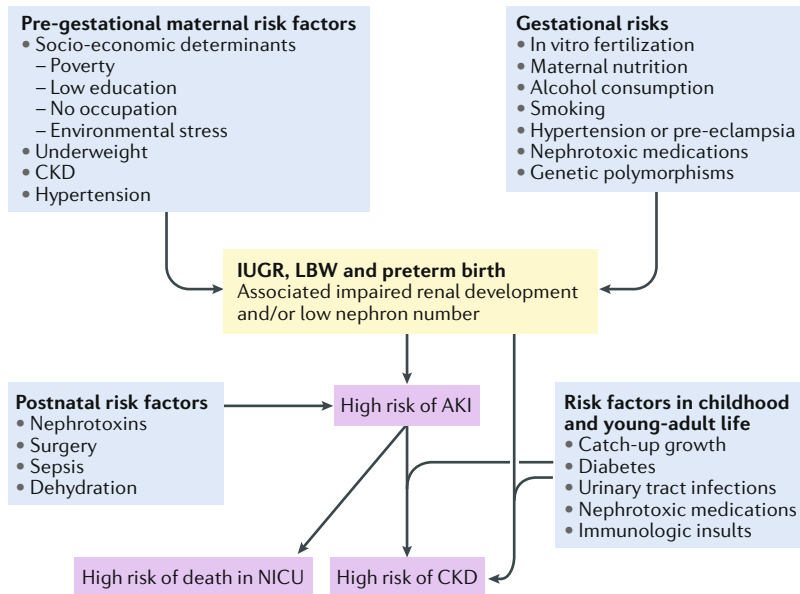 Pre-gestational maternal risk factors
• Socio-economic determinants
– Poverty
– Low education
– No occupation
– Environmental stress
• Underweight
• CKD
• Hypertension
Gestational risks
• In vitro fertilization
• Maternal nutrition
• Alcohol consumption
• Smoking
• Hypertension or pre-eclampsia
• Nephrotoxic medications
• Genetic polymorphisms
IUGR, LBW and preterm birth
Associated impaired renal development
and/or low nephron number
Postnatal risk factors
• Nephrotoxins
• Surgery
• Sepsis
• Dehydration
High risk of AKI
Risk factors in childhood
and young-adult life
• Catch-up growth
• Diabetes
• Urinary tract infections
• Nephrotoxic medications
• Immunologic insults
High risk of death in NICU
High risk of CKD